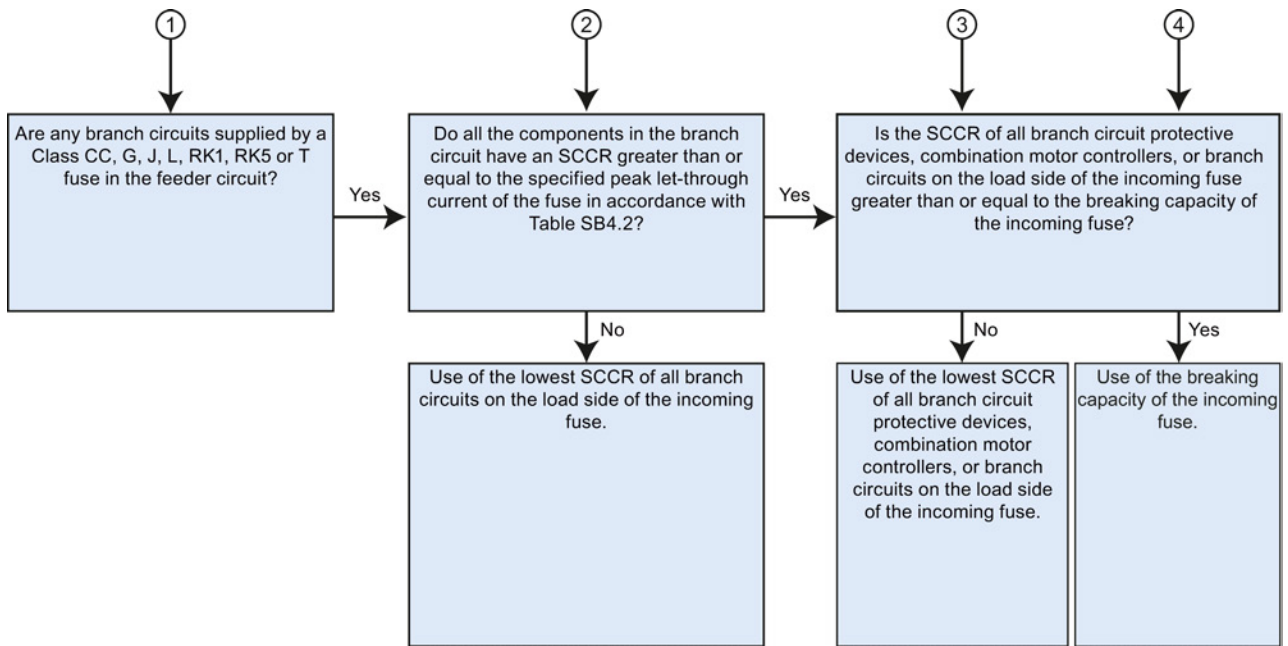 1
2
3
4
Are any branch circuits supplied by a
Class CC, G, J, L, RK1, RK5 or T
fuse in the feeder circuit?
Yes
Do all the components in the branch
circuit have an SCCR greater than or
equal to the specified peak let-through
current of the fuse in accordance with
Table SB4.2?
Yes
Is the SCCR of all branch circuit protective
devices, combination motor controllers, or branch
circuits on the load side of the incoming fuse
greater than or equal to the breaking capacity of
the incoming fuse?
No
No
Yes
Use of the lowest SCCR of all branch
circuits on the load side of the incoming
fuse.
Use of the lowest SCCR
of all branch circuit
protective devices,
combination motor
controllers, or branch
circuits on the load side
of the incoming fuse.
Use of the breaking
capacity of the incoming
fuse.